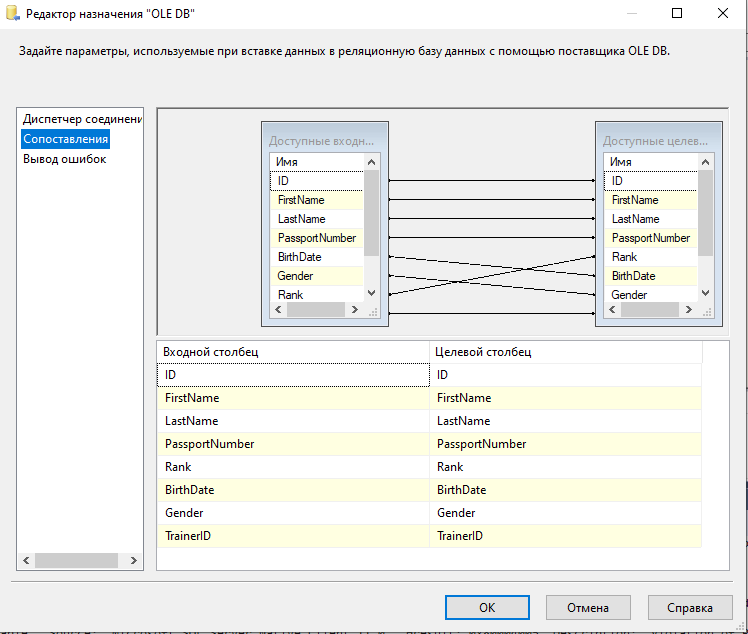 Редактор назначения "OLE DB"
Задайте параметры, используемые при вставке данных в реляционную базу данных с помощью поставщика OLE DB.
Диспетчер соединени
Сопоставления
Вывод ошибок
Доступные входн...
Имя
ID
FirstName
LastName
PassportNumber
BirthDate
Gender
Rank
Доступные целев...
Имя
ID
FirstName
LastName
PassportNumber
Rank
BirthDate
Gender
Входной столбец Целевой столбец
ID ID
FirstName FirstName
LastName LastName
PassportNumber PassportNumber
Rank Rank
BirthDate BirthDate
Gender Gender
TrainerID TrainerID
OK Отмена Справка